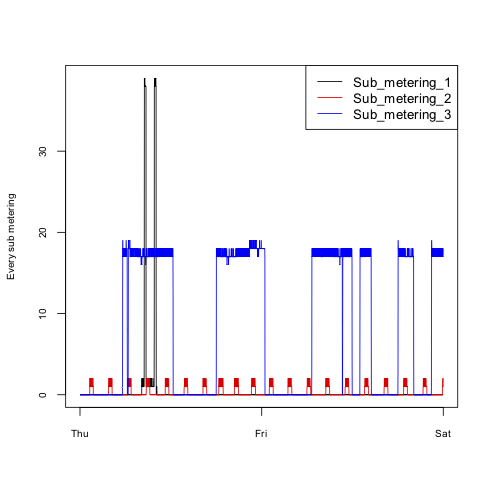 Sub_metering_1
Sub_metering_2
Sub_metering_3
Every sub metering
30
20
10
0
Thu Fri Sat